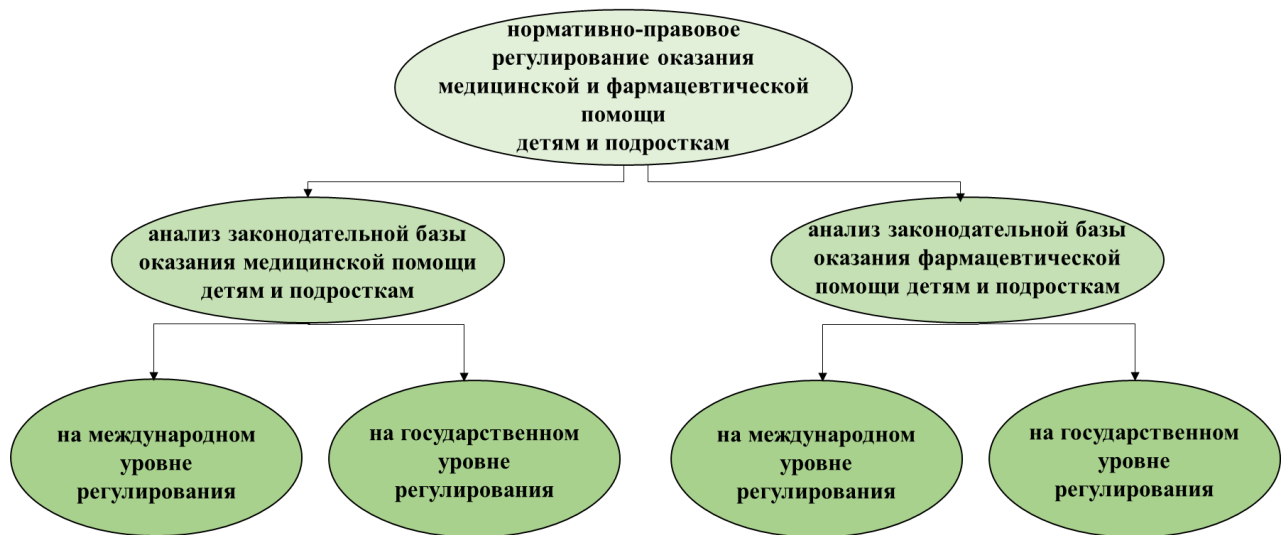 нормативно-правовое
регулирование оказания
медицинской и фармацевтической
помощи
детям и подросткам
анализ законодательной базы
оказания медицинской помощи
детям и подросткам
анализ законодательной базы
оказания фармацевтической
помощи детям и подросткам
на международном
уровне
регулирования
на государственном
уровне
регулирования
на международном
уровне
регулирования
на государственном
уровне
регулирования